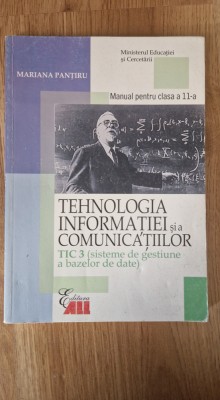 Ministerul Educației
și Cercetării
MARIANA PANȚIRU
Manual pentru clasa a 11-a
TEHNOLOGIA
INFORMAȚIEI și a
COMUNICAȚIILOR
TIC 3 (sisteme de gestiune
a bazelor de date)
Editura
ALL